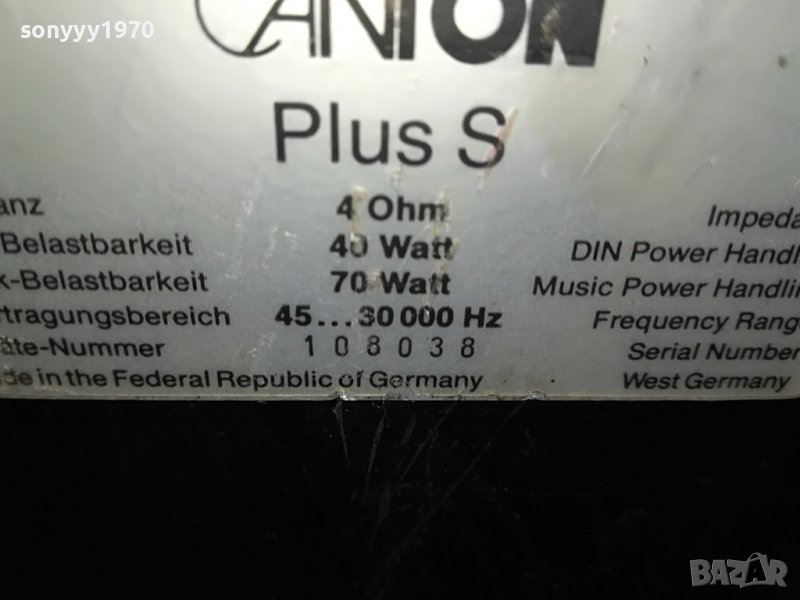 sonyyy1970
CANTON
Plus S
anz 4 Ohm Impeda
Belastbarkeit 40 Watt DIN Power Handl
k-Belastbarkeit 70 Watt Music Power Handlin
rtragungsbereich 45...30 000 Hz Frequency Rang
äte-Nummer 108038 Serial Number
de in the Federal Republic of Germany West Germany
BAZAR